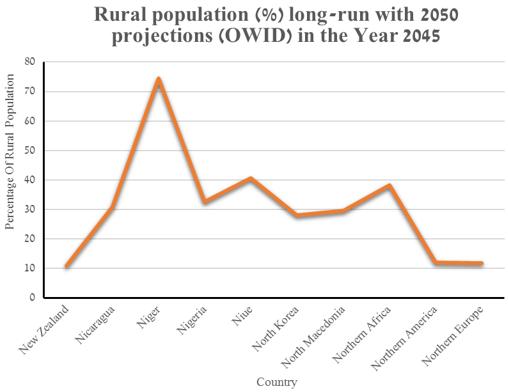 Rural population (%) long-run with 2050
projections (OWID) in the Year 2045
Percentage Of Rural Population
80
70
60
50
40
30
20
10
0
New Zealand
Nicaragua
Niger
Nigeria
Niue
North Korea
North Macedonia
Northern Africa
Northern America
Northern Europe
Country